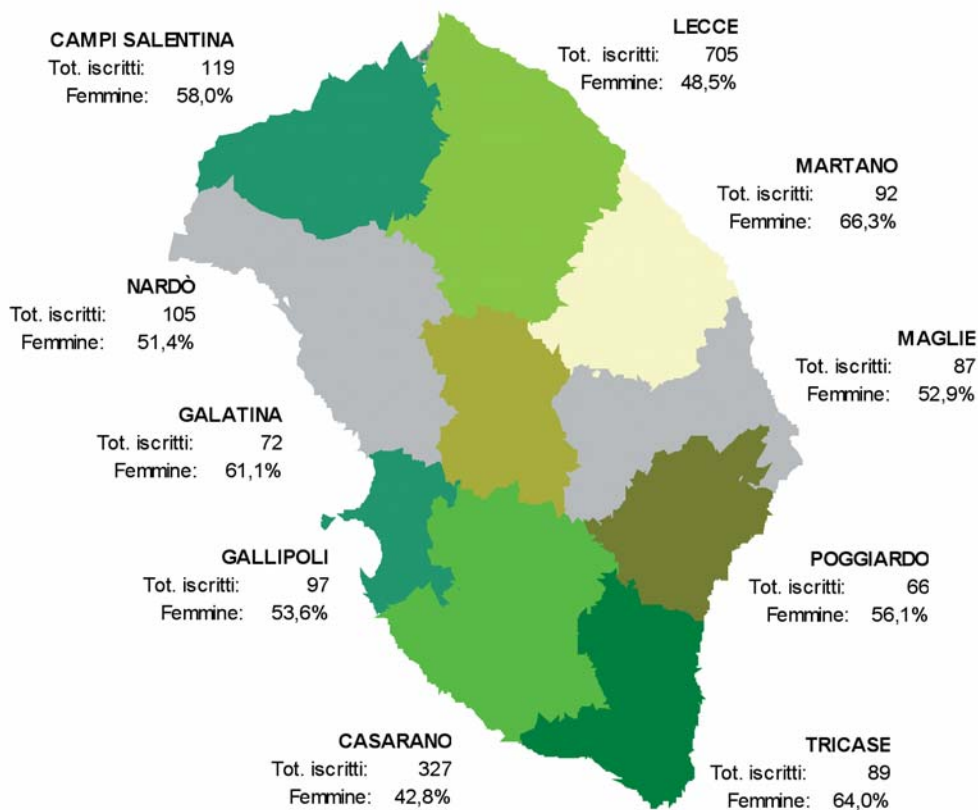 CAMPI SALENTINA
Tot. iscritti: 119
Femmine: 58,0%
LECCE
Tot. iscritti: 705
Femmine: 48,5%
MARTANO
Tot. iscritti: 92
Femmine: 66,3%
NARDÒ
Tot. iscritti: 105
Femmine: 51,4%
MAGLIE
Tot. iscritti: 87
Femmine: 52,9%
GALATINA
Tot. iscritti: 72
Femmine: 61,1%
GALLIPOLI
Tot. iscritti: 97
Femmine: 53,6%
POGGIARDO
Tot. iscritti: 66
Femmine: 56,1%
CASARANO
Tot. iscritti: 327
Femmine: 42,8%
TRICASE
Tot. iscritti: 89
Femmine: 64,0%